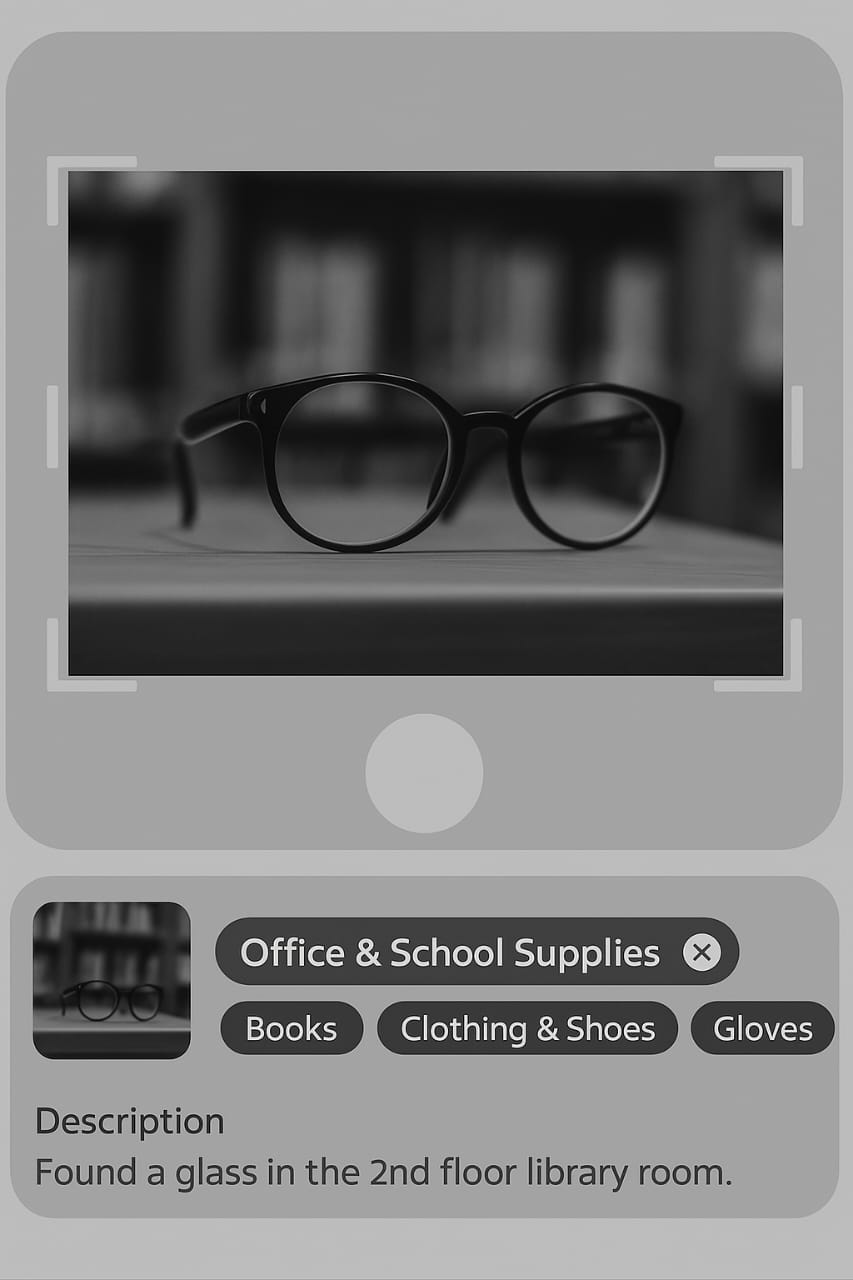 Office & School Supplies
Books Clothing & Shoes Gloves
Description
Found a glass in the 2nd floor library room.